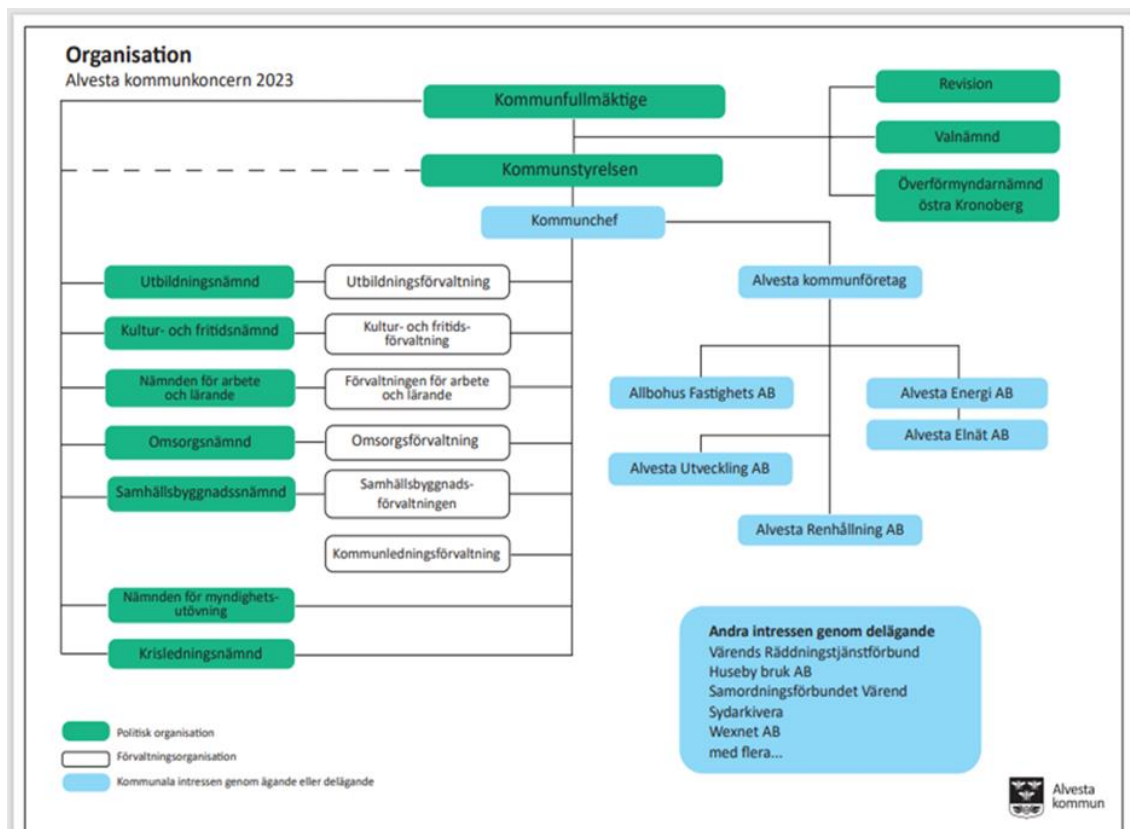 Organisation
Alvesta kommunkoncern 2023
Kommunfullmäktige
Revision
Valnämnd
Kommunstyrelsen
Överförmyndarnämnd
östra Kronoberg
Kommunchef
Utbildningsnämnd
Utbildningsförvaltning
Alvesta kommunföretag
Kultur- och fritidsnämnd
Kultur- och fritids-
förvaltning
Nämnden för arbete
och lärande
Förvaltningen för arbete
och lärande
Allbohus Fastighets AB
Alvesta Energi AB
Omsorgsnämnd
Omsorgsförvaltning
Alvesta Elnät AB
Alvesta Utveckling AB
Samhällsbyggnadssnämnd
Samhällsbyggnads-
förvaltningen
Alvesta Renhållning AB
Kommunledningsförvaltning
Nämnden för myndighets-
utövning
Krisledningsnämnd
Andra intressen genom delägande
Värends Räddningstjänstförbund
Huseby bruk AB
Samordningsförbundet Värend
Sydarkivera
Wexnet AB
med flera...
Politisk organisation
Förvaltningsorganisation
Kommunala intressen genom ägande eller delägande
Alvesta
kommun